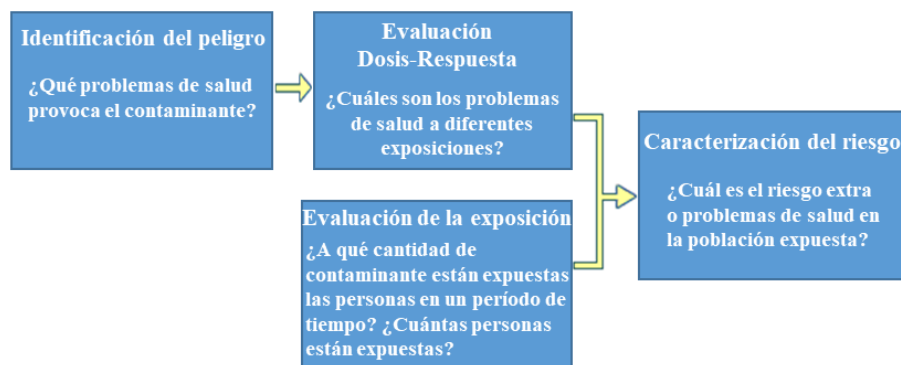 Identificación del peligro
¿Qué problemas de salud
provoca el contaminante?
Evaluación
Dosis-Respuesta
¿Cuáles son los problemas
de salud a diferentes
exposiciones?
Evaluación de la exposición
¿A qué cantidad de
contaminante están expuestas
las personas en un período de
tiempo? ¿Cuántas personas
están expuestas?
Caracterización del riesgo
¿Cuál es el riesgo extra
o problemas de salud en
la población expuesta?